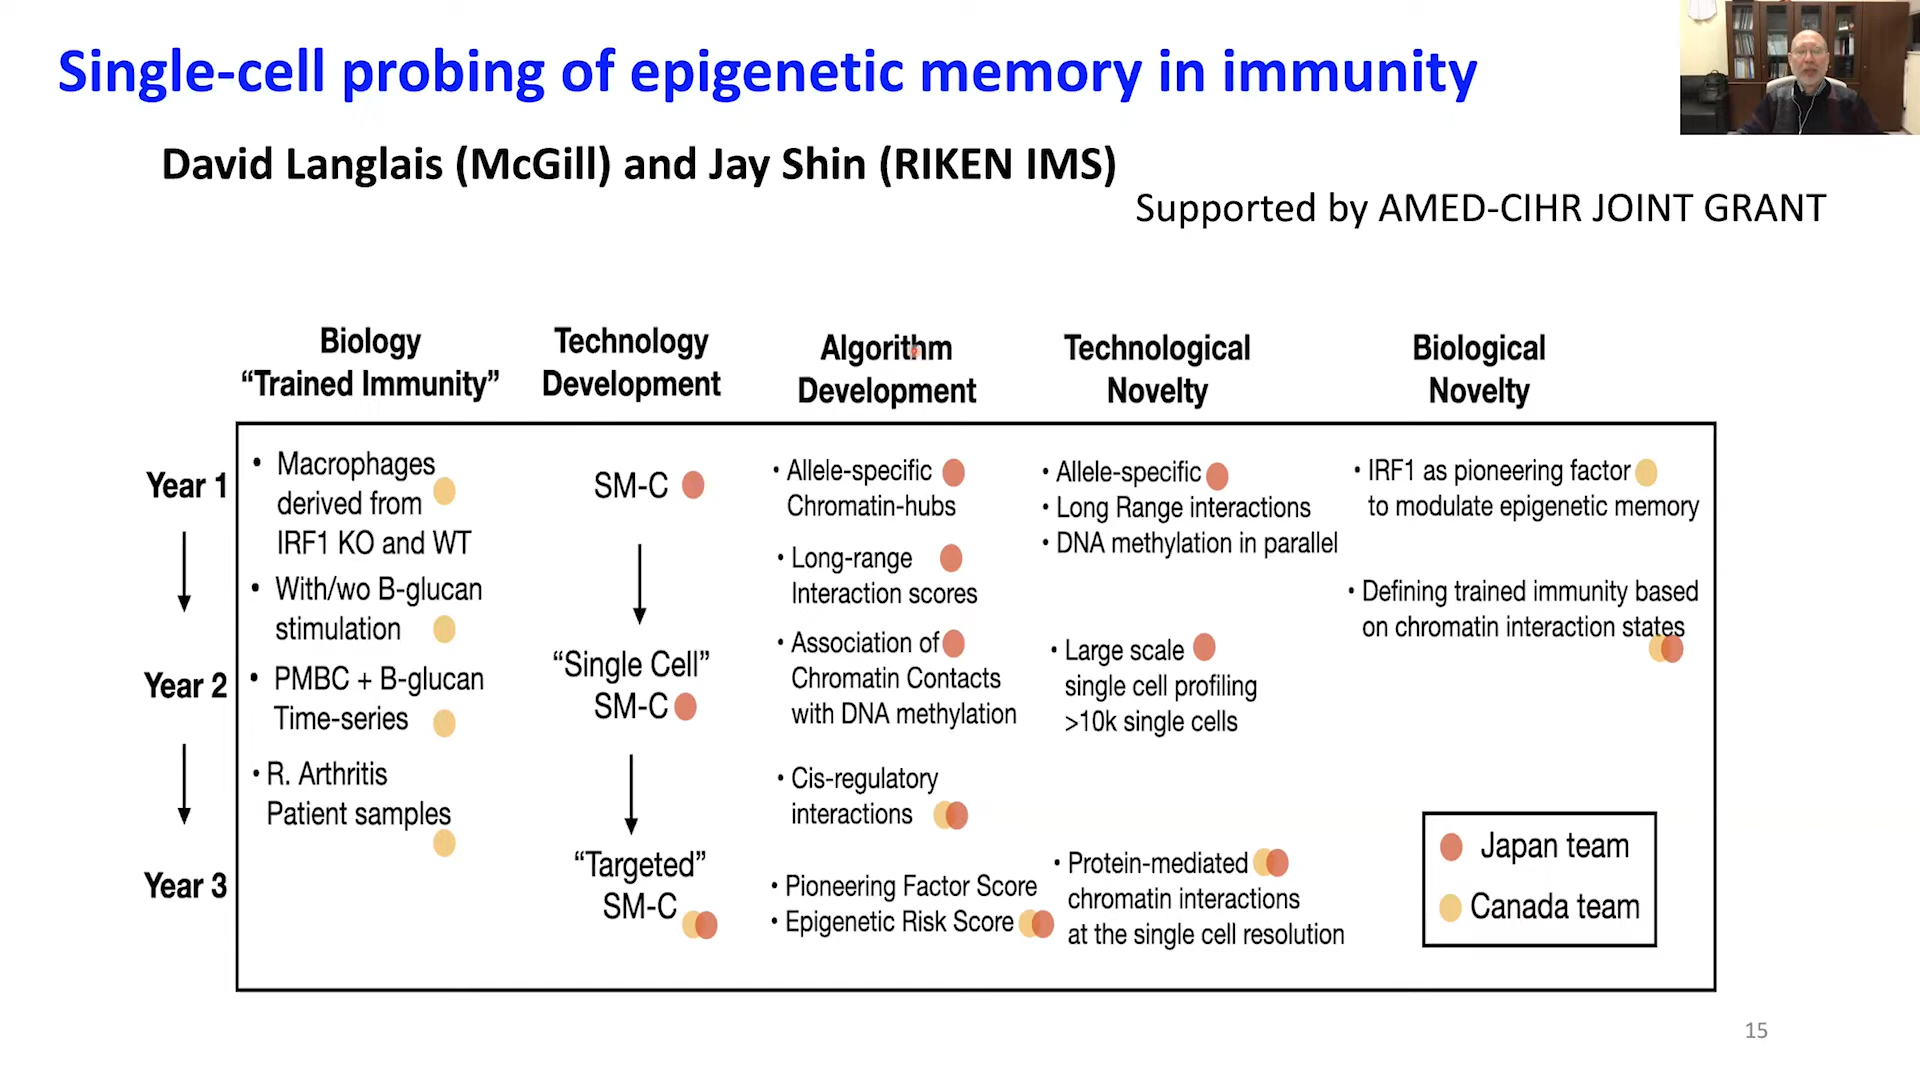 Single-cell probing of epigenetic memory in immunity
David Langlais (McGill) and Jay Shin (RIKEN IMS)
Supported by AMED-CIHR JOINT GRANT
Biology
“Trained Immunity”
Technology
Development
Algorithm
Development
Technological
Novelty
Biological
Novelty
Year 1
Year 2
Year 3
• Macrophages
derived from
IRF1 KO and WT
• With/wo B-glucan
stimulation
• PMBC + B-glucan
Time-series
• R. Arthritis
Patient samples
SM-C
“Single Cell”
SM-C
“Targeted”
SM-C
• Allele-specific
Chromatin-hubs
• Long-range
Interaction scores
• Association of
Chromatin Contacts
with DNA methylation
• Cis-regulatory
interactions
• Pioneering Factor Score
• Epigenetic Risk Score
• Allele-specific
• Long Range interactions
• DNA methylation in parallel
• Large scale
single cell profiling
>10k single cells
• Protein-mediated
chromatin interactions
at the single cell resolution
• IRF1 as pioneering factor
to modulate epigenetic memory
• Defining trained immunity based
on chromatin interaction states
Japan team
Canada team
15